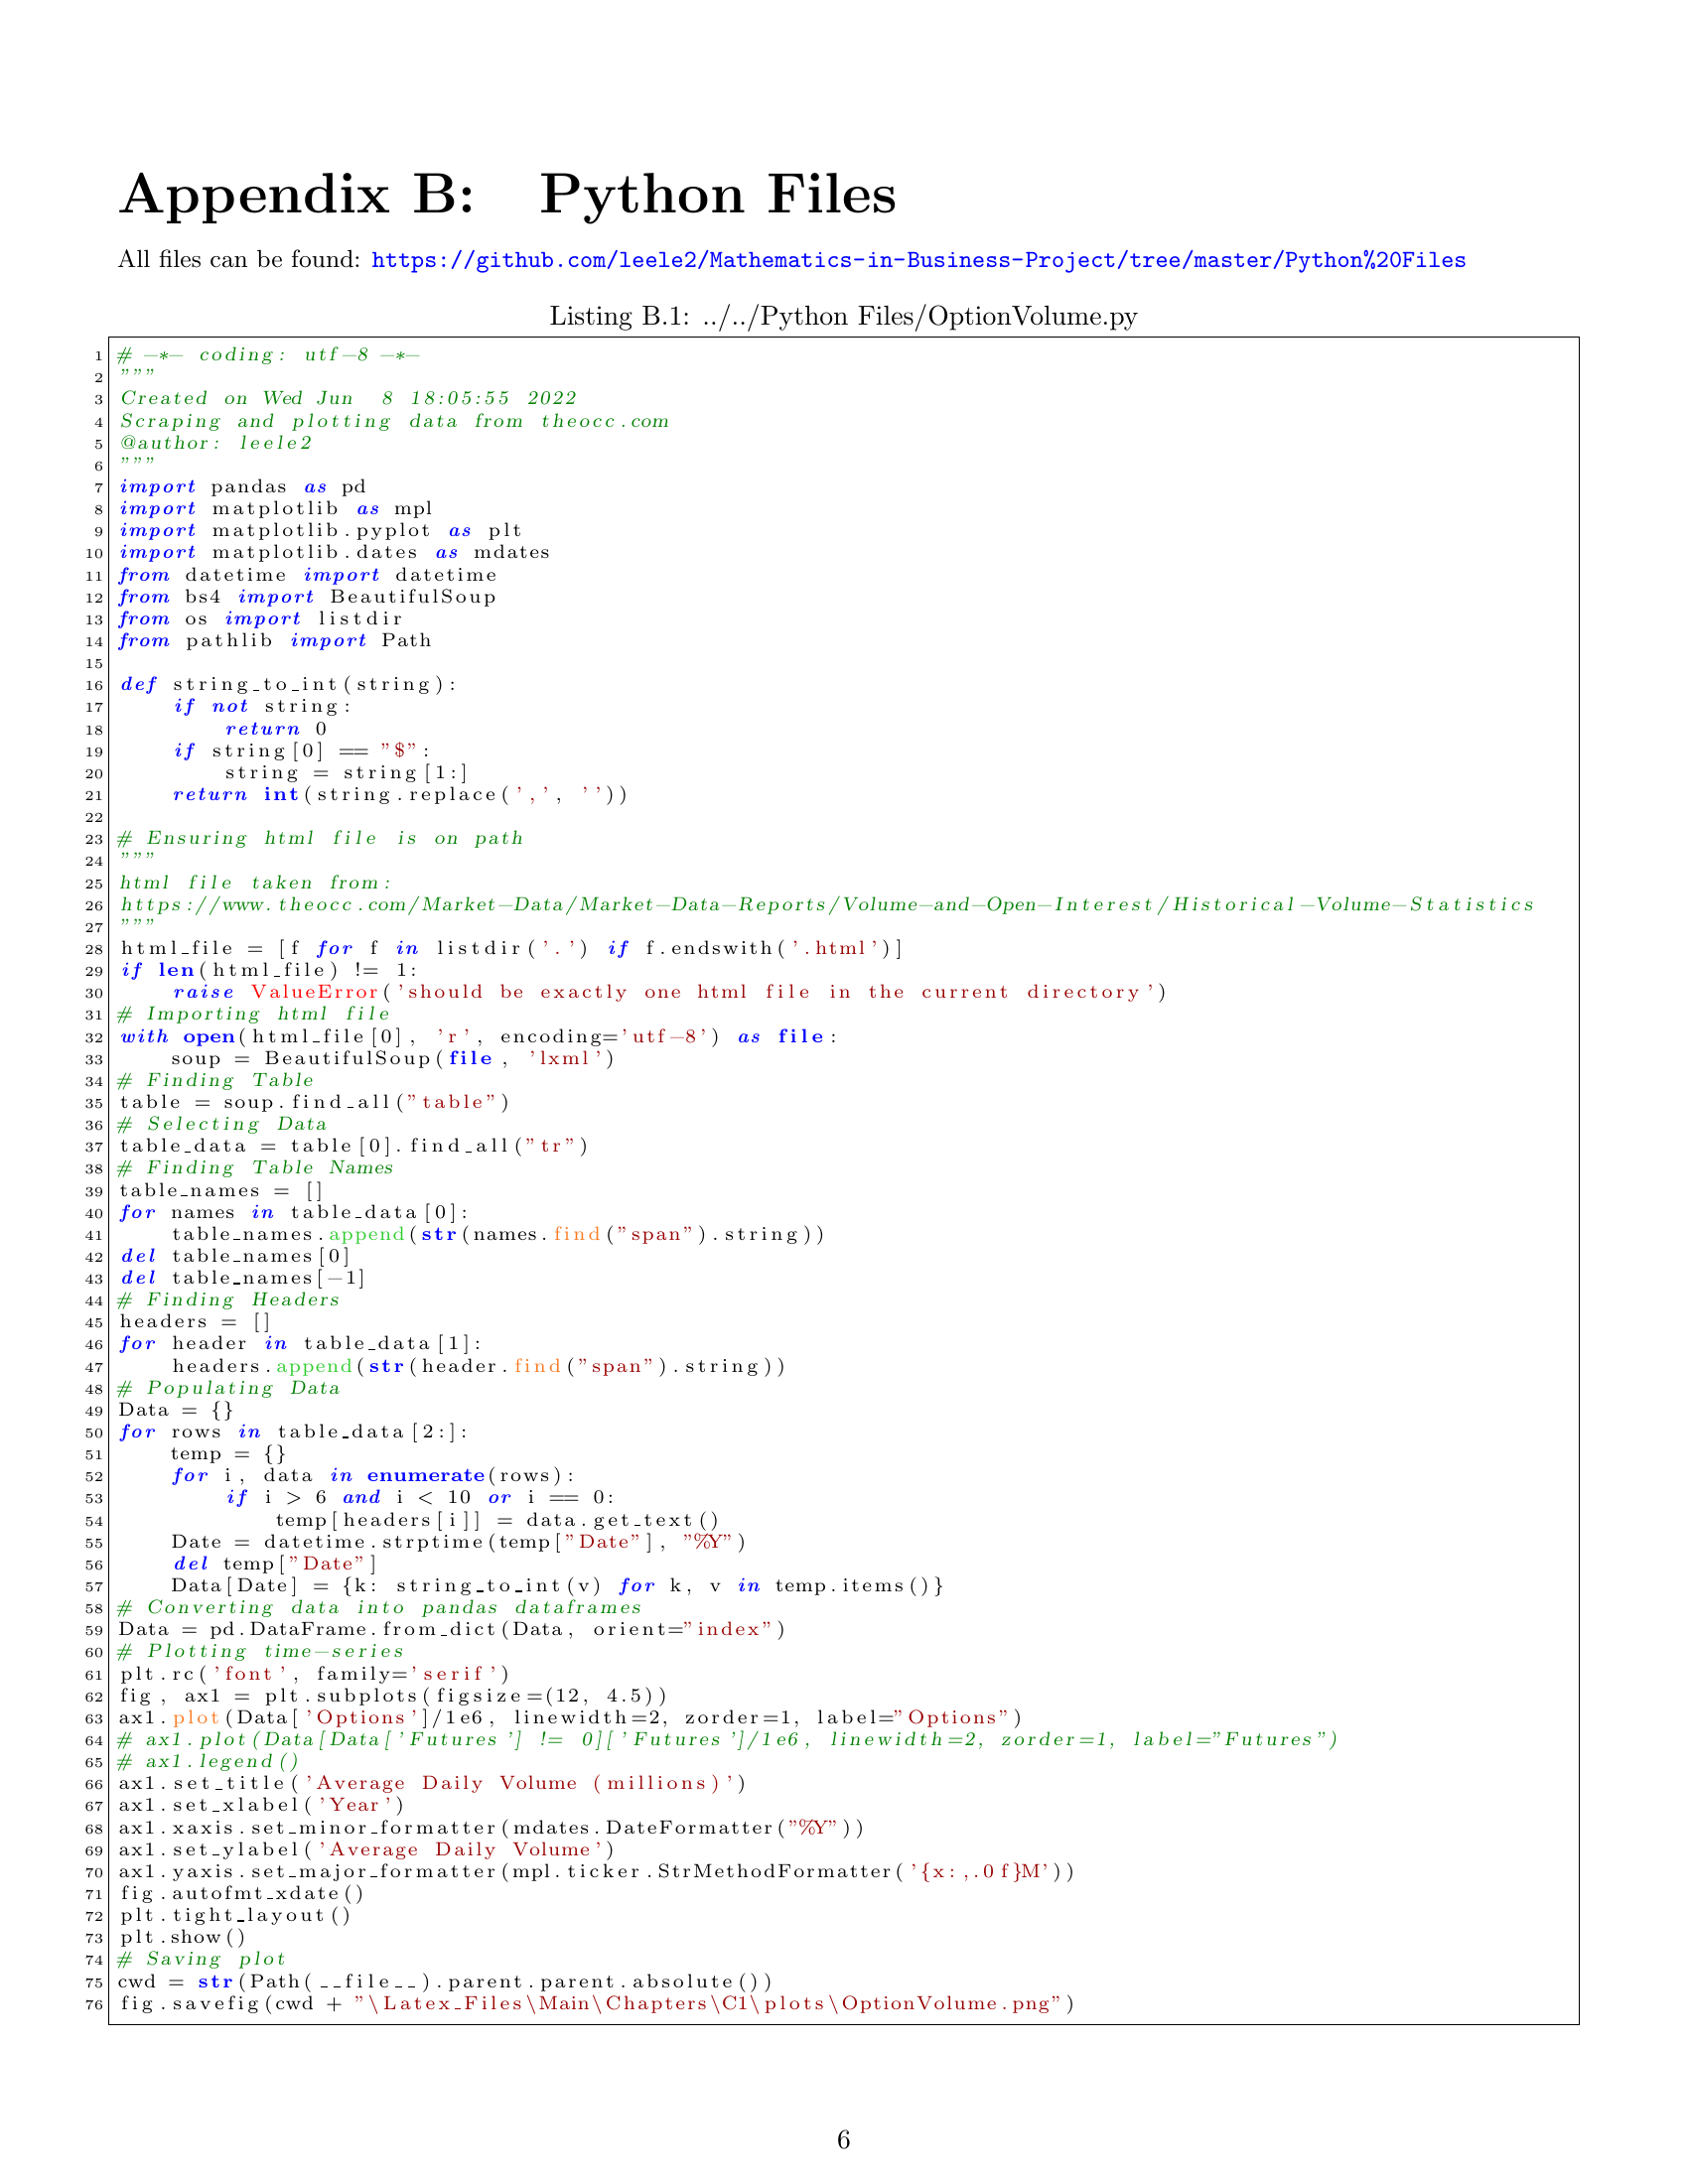 Appendix B: Python Files
All files can be found: https://github.com/leele2/Mathematics-in-Business-Project/tree/master/Python%20Files
Listing B.1: ../../Python Files/OptionVolume.py
1 # -*- coding: utf-8 -*-
2 """
3 Created on Wed Jun  8 18:05:55 2022
4 Scraping and plotting data from theocc.com
5 @author: leele2
6 """
7 import pandas as pd
8 import matplotlib as mpl
9 import matplotlib.pyplot as plt
10 import matplotlib.dates as mdates
11 from datetime import datetime
12 from bs4 import BeautifulSoup
13 from os import listdir
14 from pathlib import Path
15
16 def string_to_int(string):
17     if not string:
18         return 0
19     if string[0] == "$":
20         string = string[1:]
21     return int(string.replace(',', ''))
22
23 # Ensuring html file is on path
24 """
25 html file taken from:
26 https://www.theocc.com/Market-Data/Market-Data-Reports/Volume-and-Open-Interest/Historical-Volume-Statistics
27 """
28 html_file = [f for f in listdir('.') if f.endswith('.html')]
29 if len(html_file) != 1:
30     raise ValueError('should be exactly one html file in the current directory')
31 # Importing html file
32 with open(html_file[0], 'r', encoding='utf-8') as file:
33     soup = BeautifulSoup(file, 'lxml')
34 # Finding Table
35 table = soup.find_all("table")
36 # Selecting Data
37 table_data = table[0].find_all("tr")
38 # Finding Table Names
39 table_names = []
40 for names in table_data[0]:
41     table_names.append(str(names.find("span").string))
42 del table_names[0]
43 del table_names[-1]
44 # Finding Headers
45 headers = []
46 for header in table_data[1]:
47     headers.append(str(header.find("span").string))
48 # Populating Data
49 Data = {}
50 for rows in table_data[2:]:
51     temp = {}
52     for i, data in enumerate(rows):
53         if i > 6 and i < 10 or i == 0:
54             temp[headers[i]] = data.get_text()
55     Date = datetime.strptime(temp["Date"], "%Y")
56     del temp["Date"]
57     Data[Date] = {k: string_to_int(v) for k, v in temp.items()}
58 # Converting data into pandas dataframes
59 Data = pd.DataFrame.from_dict(Data, orient="index")
60 # Plotting time-series
61 plt.rc('font', family='serif')
62 fig, ax1 = plt.subplots(figsize=(12, 4.5))
63 ax1.plot(Data['Options']/1e6, linewidth=2, zorder=1, label="Options")
64 # ax1.plot(Data[Data['Futures'] != 0]['Futures']/1e6, linewidth=2, zorder=1, label="Futures")
65 # ax1.legend()
66 ax1.set_title('Average Daily Volume (millions)')
67 ax1.set_xlabel('Year')
68 ax1.xaxis.set_minor_formatter(mdates.DateFormatter("%Y"))
69 ax1.set_ylabel('Average Daily Volume')
70 ax1.yaxis.set_major_formatter(mpl.ticker.StrMethodFormatter('{x:,.0f}M'))
71 fig.autofmt_xdate()
72 plt.tight_layout()
73 plt.show()
74 # Saving plot
75 cwd = str(Path(__file__).parent.parent.absolute())
76 fig.savefig(cwd + "\Latex_Files\Main\Chapters\C1\plots\OptionVolume.png")
6